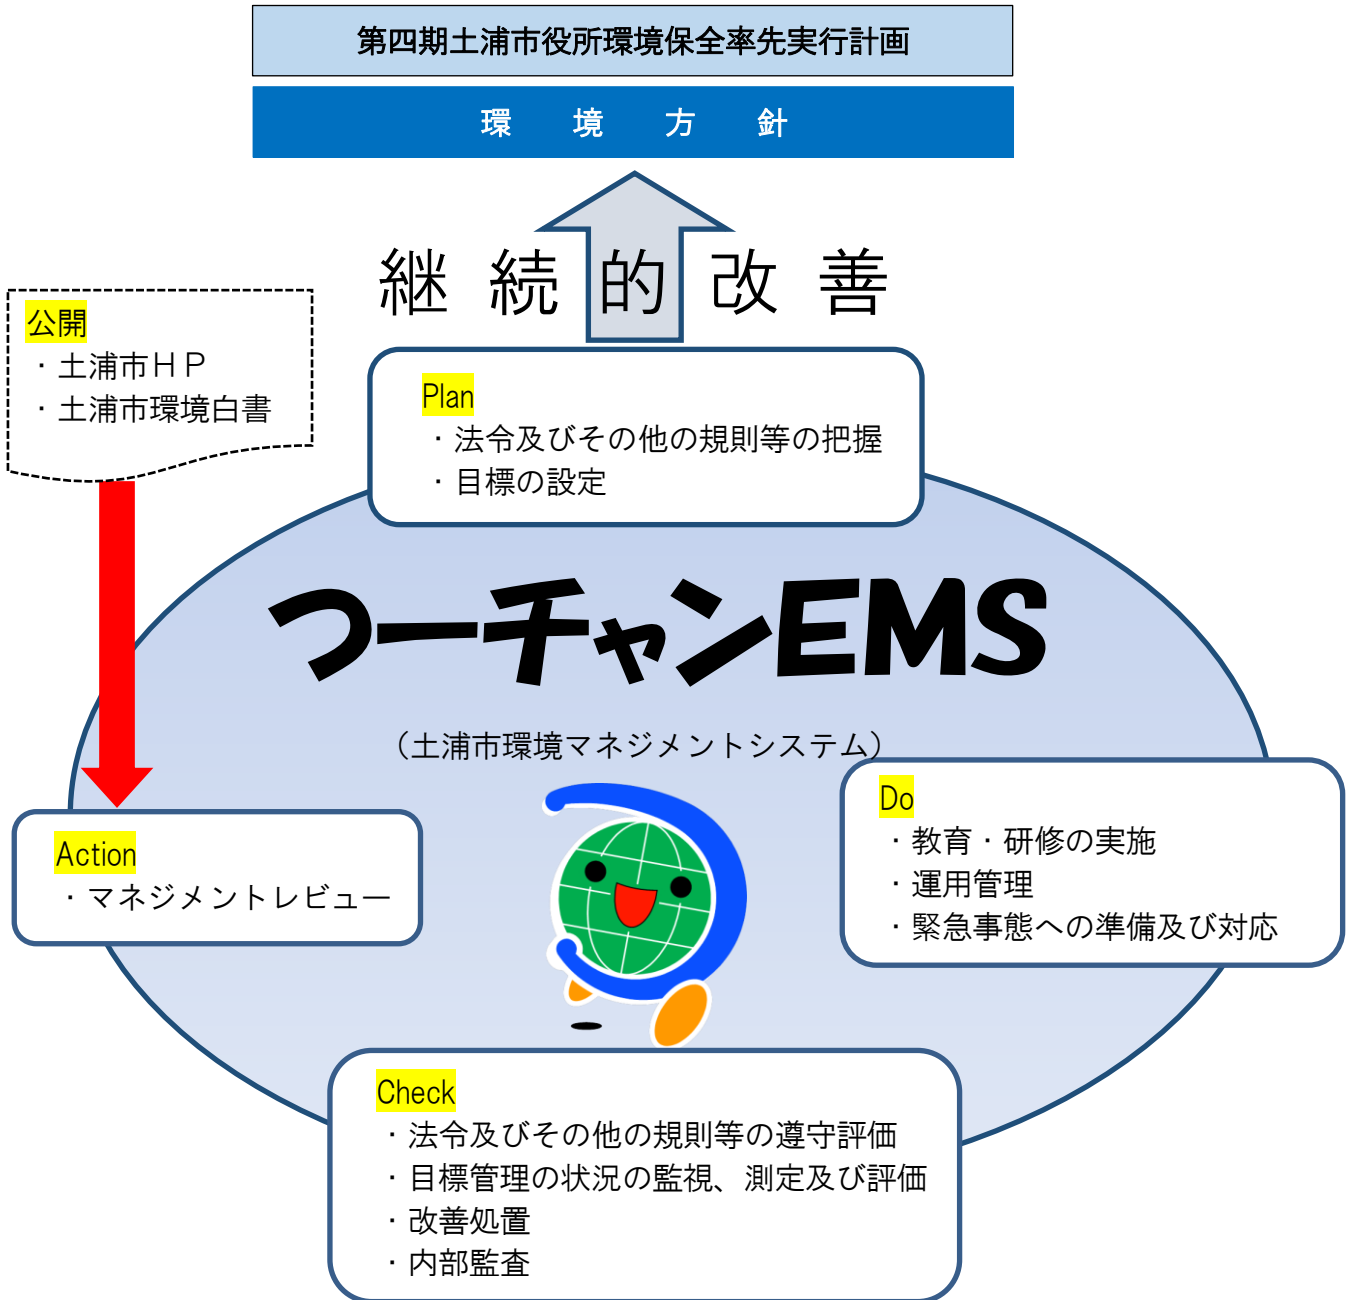 第四期土浦市役所環境保全率先実行計画
環　境　方　針
継続的改善
公開
・土浦市ＨＰ
・土浦市環境白書
Plan
・法令及びその他の規則等の把握
・目標の設定
つーチャンEMS
（土浦市環境マネジメントシステム）
Do
・教育・研修の実施
・運用管理
・緊急事態への準備及び対応
Action
・マネジメントレビュー
Check
・法令及びその他の規則等の遵守評価
・目標管理の状況の監視、測定及び評価
・改善処置
・内部監査